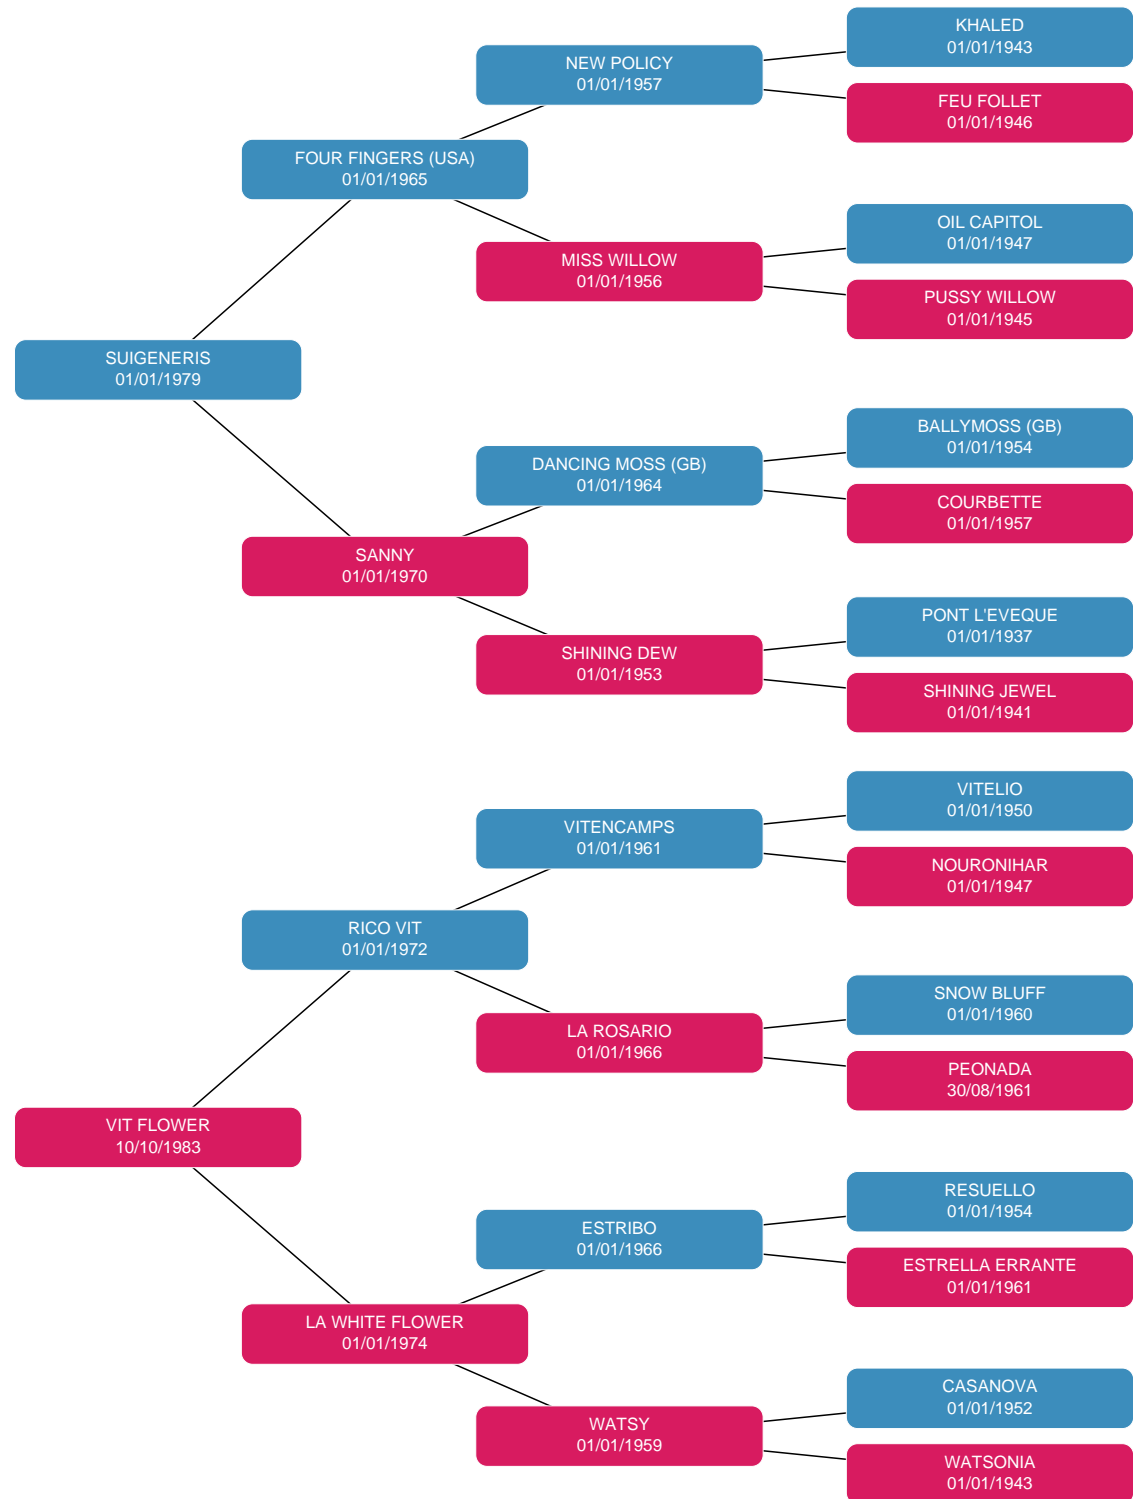 KHALED
01/01/1943
NEW POLICY
01/01/1957
FEU FOLLET
01/01/1946
FOUR FINGERS (USA)
01/01/1965
OIL CAPITOL
01/01/1947
MISS WILLOW
01/01/1956
PUSSY WILLOW
01/01/1945
SUIGENERIS
01/01/1979
BALLYMOSS (GB)
01/01/1954
DANCING MOSS (GB)
01/01/1964
COURBETTE
01/01/1957
SANNY
01/01/1970
PONT L'EVEQUE
01/01/1937
SHINING DEW
01/01/1953
SHINING JEWEL
01/01/1941
VITELIO
01/01/1950
VITENCAMPS
01/01/1961
NOURONIHAR
01/01/1947
RICO VIT
01/01/1972
SNOW BLUFF
01/01/1960
LA ROSARIO
01/01/1966
PEONADA
30/08/1961
VIT FLOWER
10/10/1983
RESUELLO
01/01/1954
ESTRIBO
01/01/1966
ESTRELLA ERRANTE
01/01/1961
LA WHITE FLOWER
01/01/1974
CASANOVA
01/01/1952
WATSY
01/01/1959
WATSONIA
01/01/1943